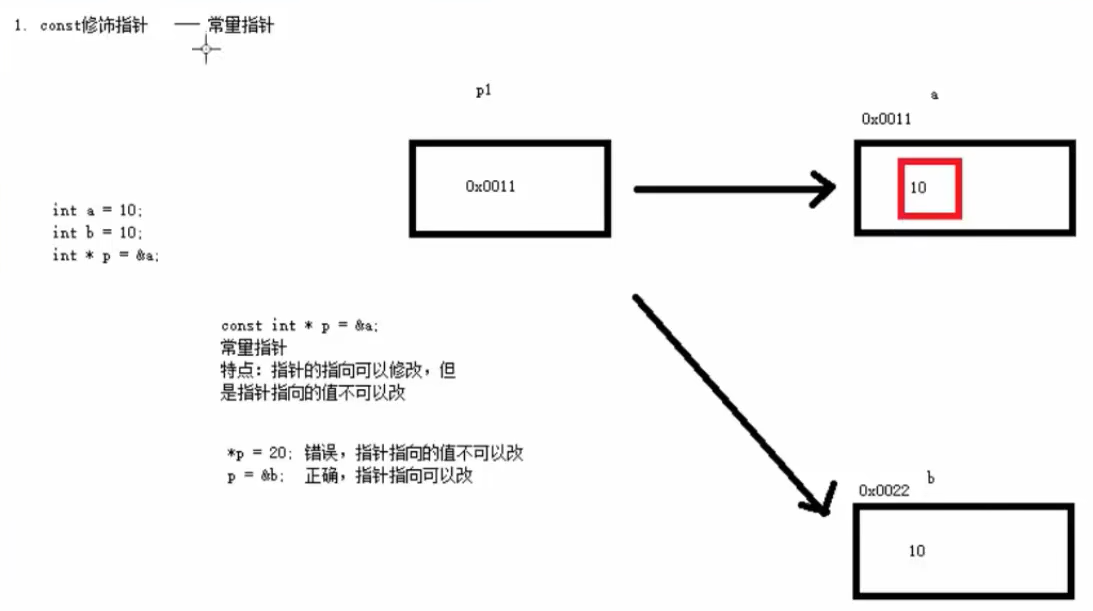 1. const修饰指针 —— 常量指针
p1
a
0x0011
0x0011
10
int a = 10;
int b = 10;
int * p = &a;
const int * p = &a;
常量指针
特点：指针的指向可以修改，但
是指针指向的值不可以改
*p = 20; 错误，指针指向的值不可以改
p = &b; 正确，指针指向可以改
b
0x0022
10